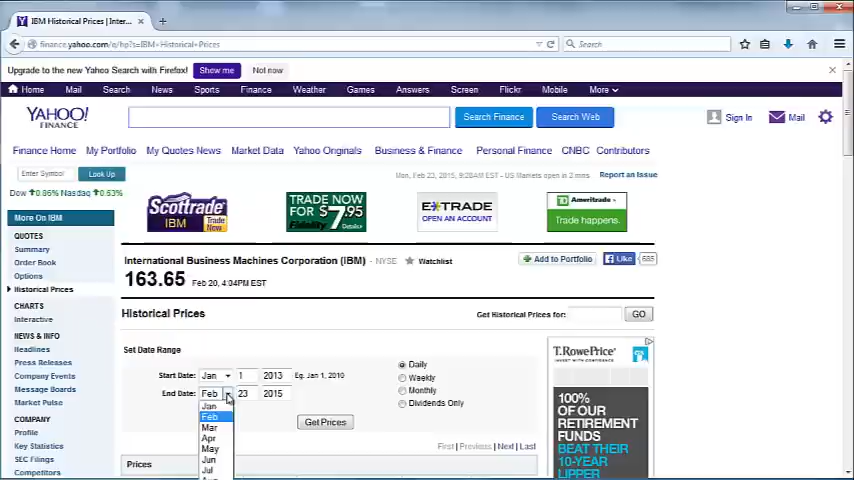 IBM Historical Prices | Inter...
finance.yahoo.com/q/hp?s=IBM+Historical+Prices
Search
Upgrade to the new Yahoo Search with Firefox! Show me Not now
Home Mail Search News Sports Finance Weather Games Answers Screen Flickr Mobile More
YAHOO!
FINANCE
Search Finance Search Web Sign In Mail
Finance Home My Portfolio My Quotes News Market Data Yahoo Originals Business & Finance Personal Finance CNBC Contributors
Enter Symbol Look Up
Mon, Feb 23, 2015, 9:28AM EST - US Markets open in 2 mins Report an Issue
Dow 0.86% Nasdaq 0.63%
Scottrade
IBM
Trade Now
TRADE NOW
FOR $7.95
Fidelity
E*TRADE
OPEN AN ACCOUNT
Ameritrade
Trade happens.
More On IBM
QUOTES
Summary
Order Book
Options
Historical Prices
CHARTS
Interactive
NEWS & INFO
Headlines
Press Releases
Company Events
Message Boards
Market Pulse
COMPANY
Profile
Key Statistics
SEC Filings
Competitors
International Business Machines Corporation (IBM) - NYSE Watchlist
Add to Portfolio Like 685
163.65 Feb 20, 4:04PM EST
Historical Prices
Get Historical Prices for: GO
Set Date Range
Start Date: Jan 1 2013 Eg. Jan 1, 2010
End Date: Feb 23 2015
Jan
Feb
Mar
Apr
May
Jun
Jul
Daily
Weekly
Monthly
Dividends Only
Get Prices
First | Previous | Next | Last
Prices
T.RowePrice
INVEST WITH CONFIDENCE
100%
OF OUR
RETIREMENT
FUNDS
BEAT THEIR
10-YEAR
LIPPER